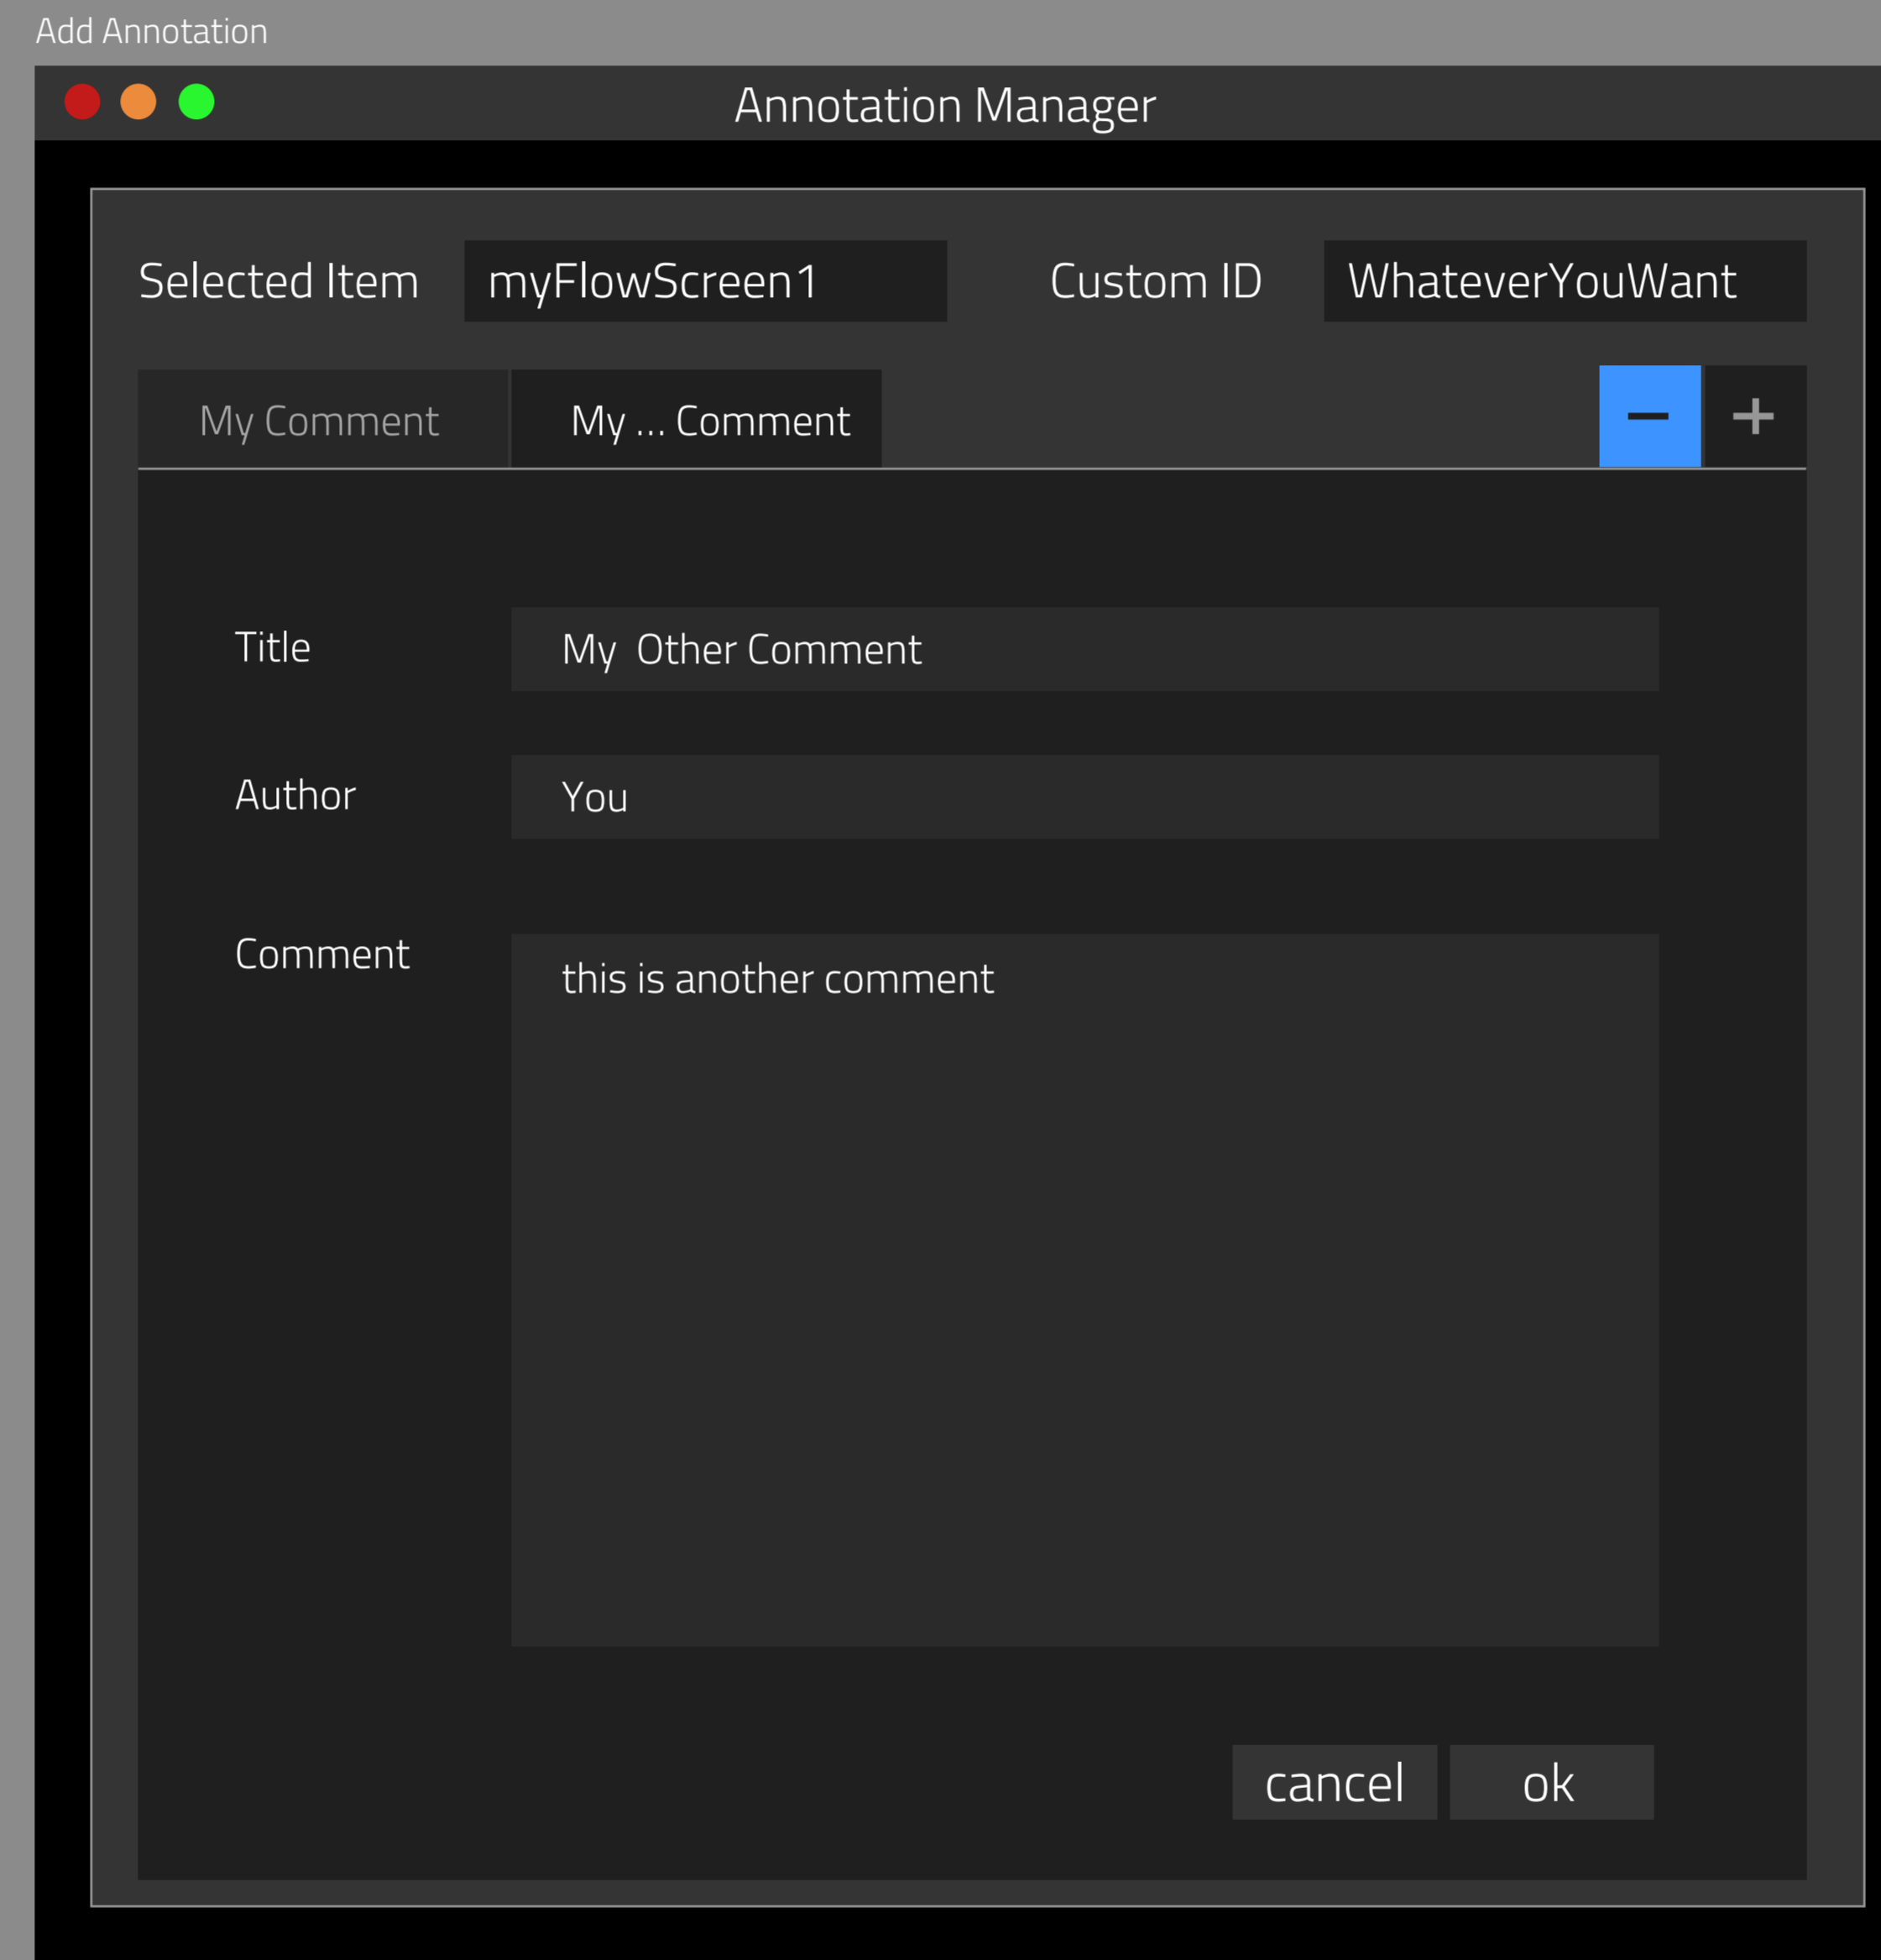 Add Annotation
Annotation Manager
Selected Item myFlowScreen1 Custom ID WhateverYouWant
My Comment My ... Comment − +
Title My  Other Comment
Author You
Comment this is another comment
cancel ok